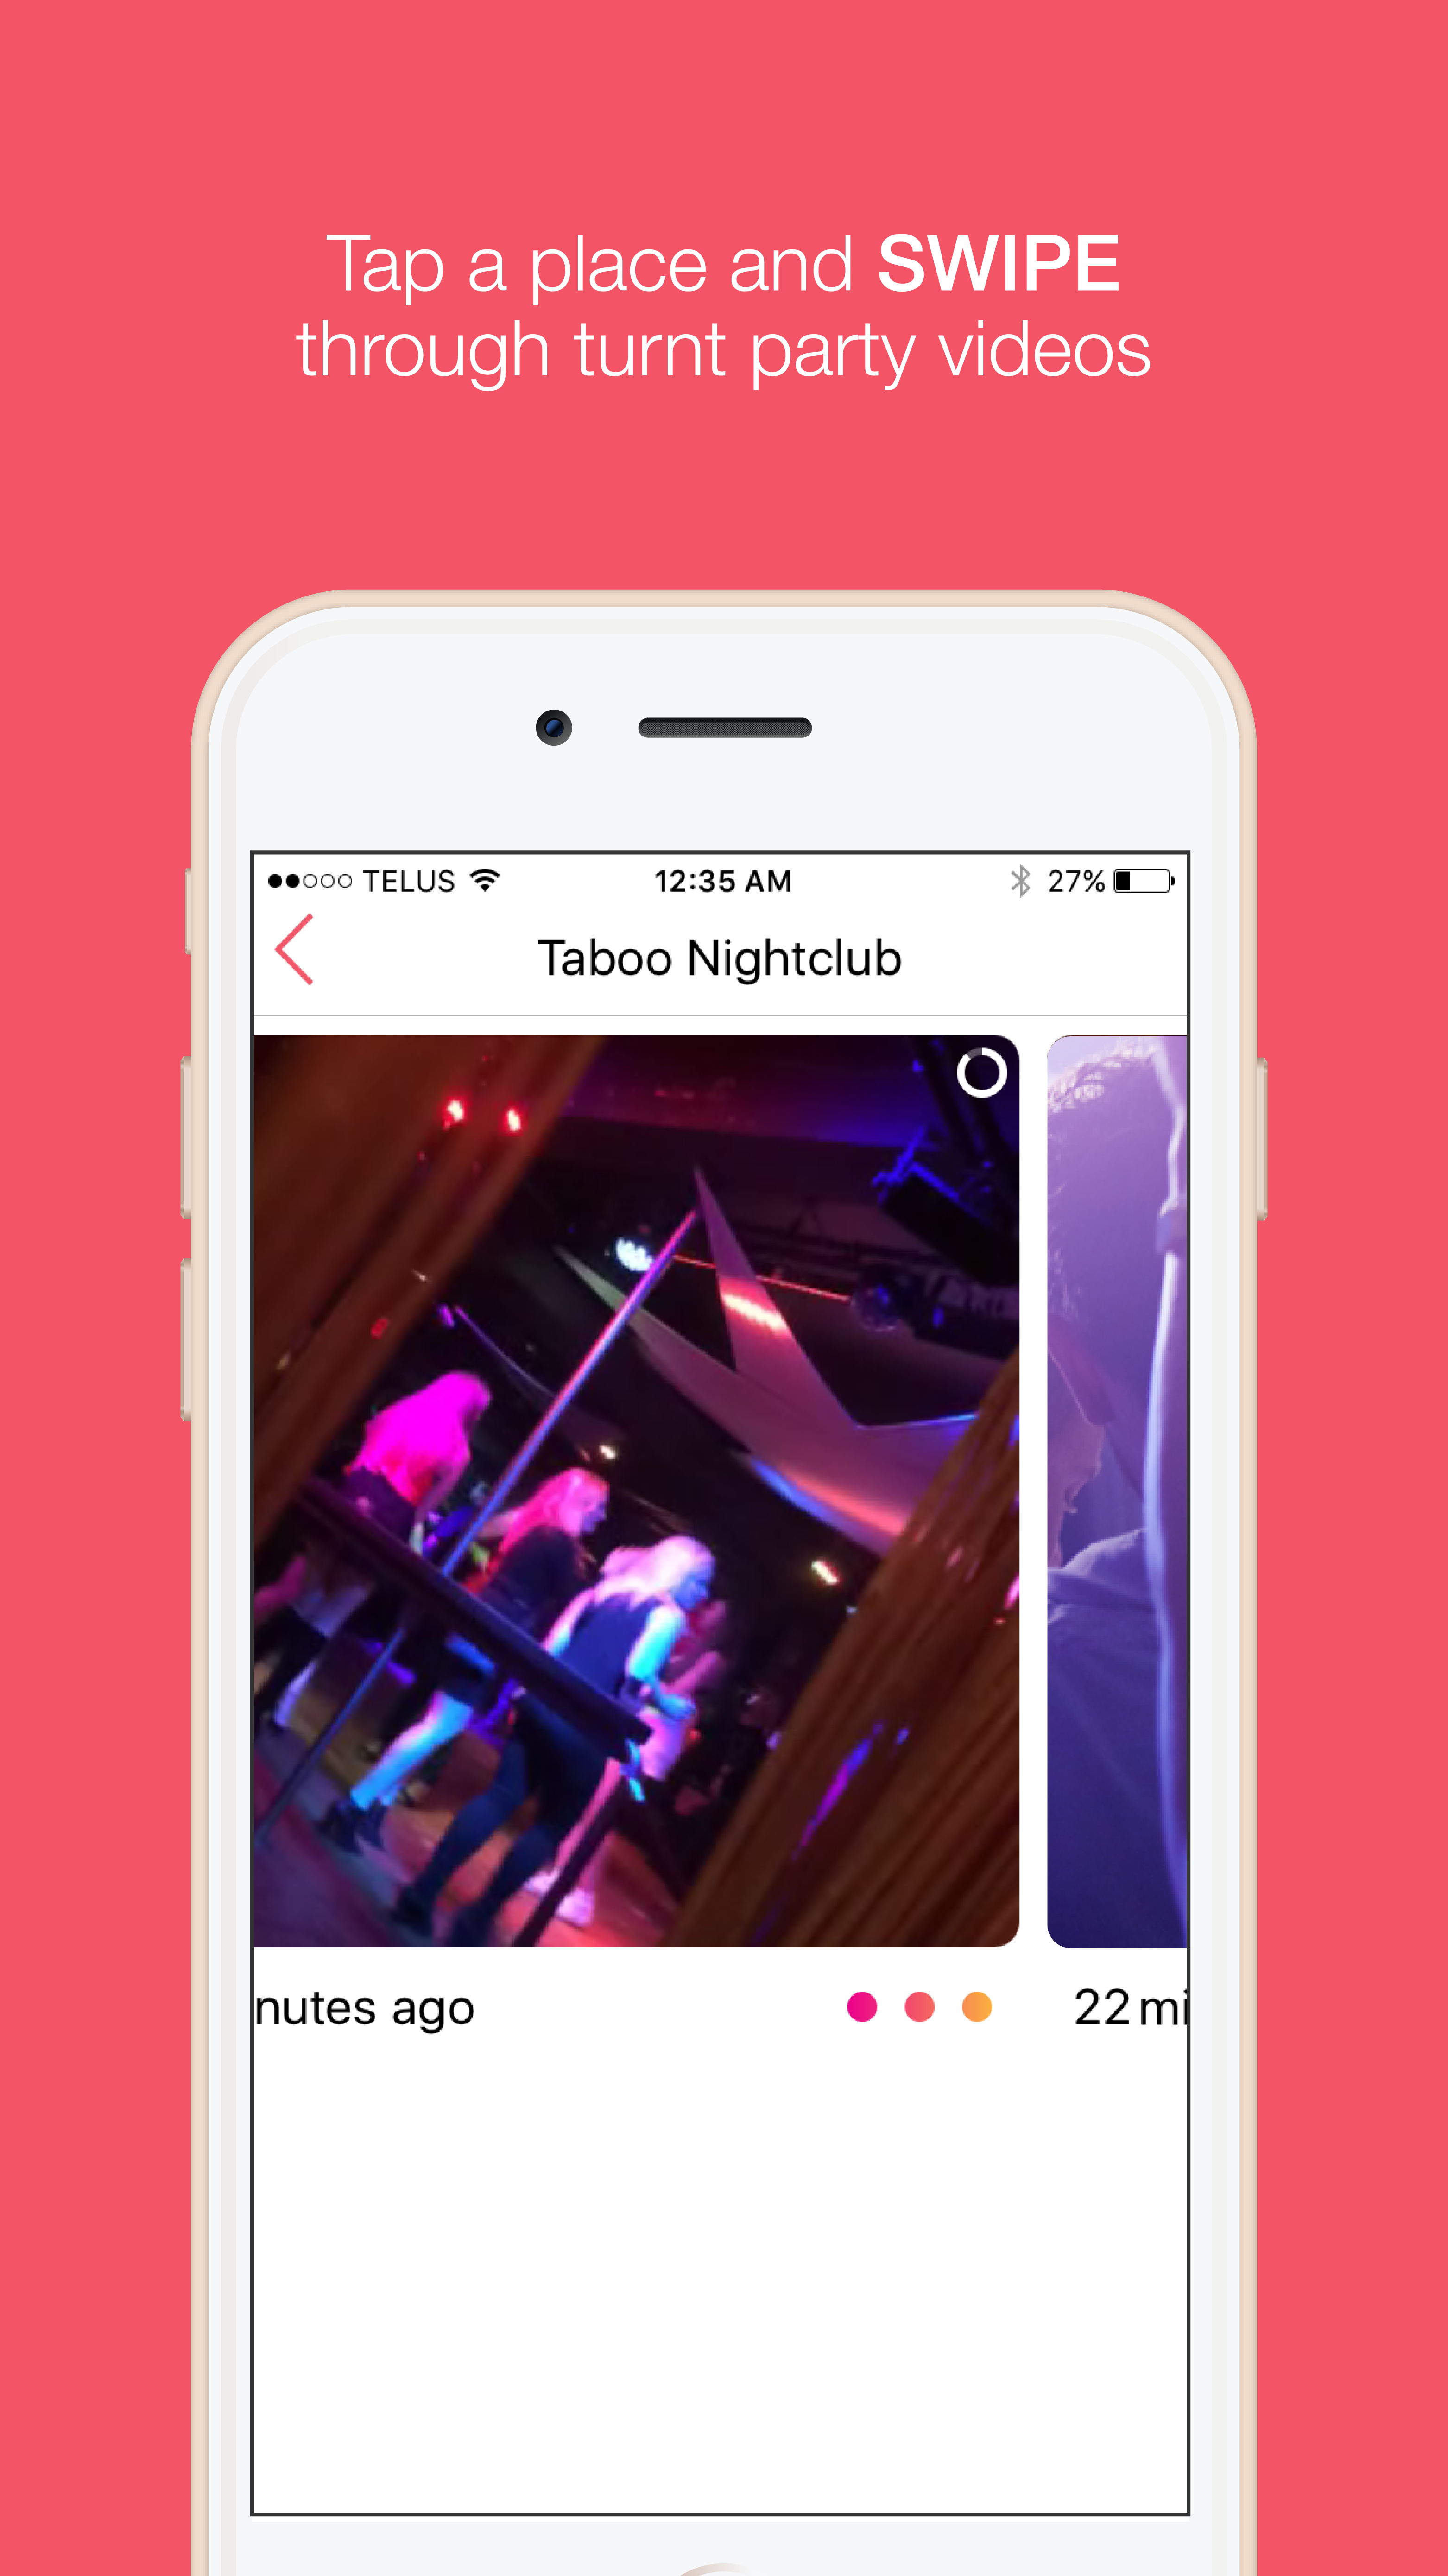 Tap a place and SWIPE
through turnt party videos
TELUS 12:35 AM 27%
Taboo Nightclub
nutes ago 22 mi